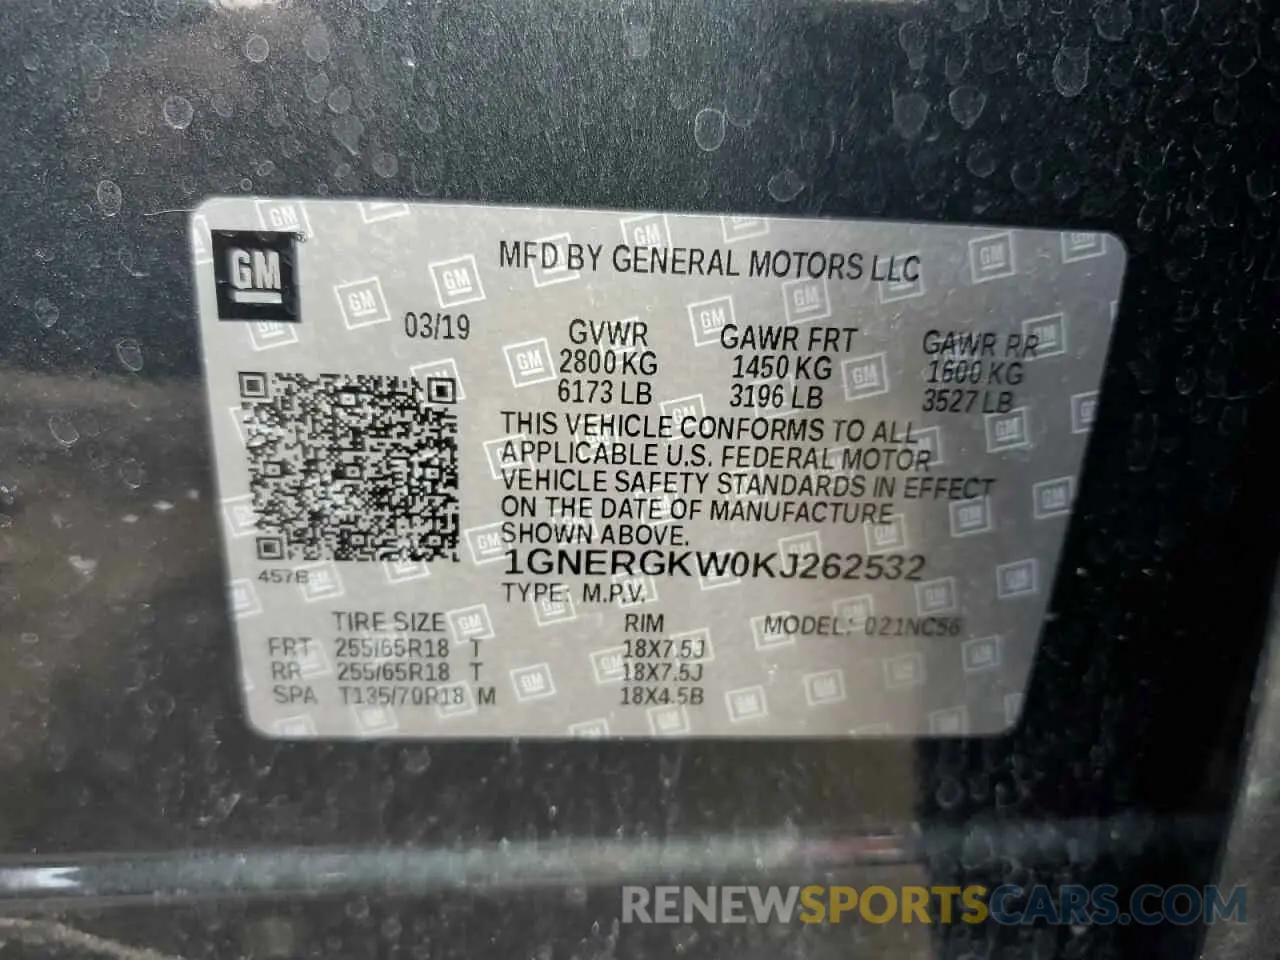 GM
MFD BY GENERAL MOTORS LLC
03/19
GVWR GAWR FRT GAWR RR
2800 KG 1450 KG 1600 KG
6173 LB 3196 LB 3527 LB
THIS VEHICLE CONFORMS TO ALL
APPLICABLE U.S. FEDERAL MOTOR
VEHICLE SAFETY STANDARDS IN EFFECT
ON THE DATE OF MANUFACTURE
SHOWN ABOVE.
1GNERGKW0KJ262532
4578
TYPE: M.P.V.
TIRE SIZE RIM MODEL: 021NC56
FRT 255/65R18 T 18X7.5J
RR 255/65R18 T 18X7.5J
SPA T135/70R18 M 18X4.5B
RENEWSPORTSCARS.COM